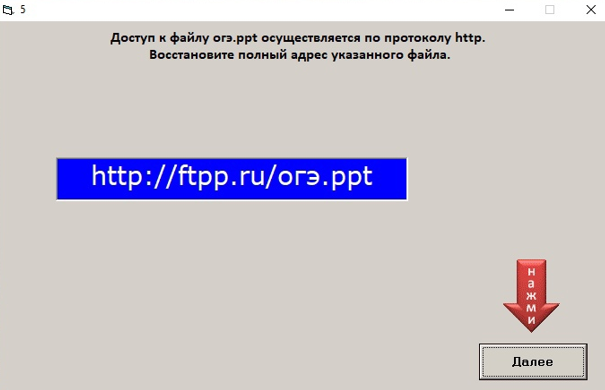 5
Доступ к файлу огэ.ppt осуществляется по протоколу http.
Восстановите полный адрес указанного файла.
http://ftpp.ru/огэ.ppt
нажми
Далее